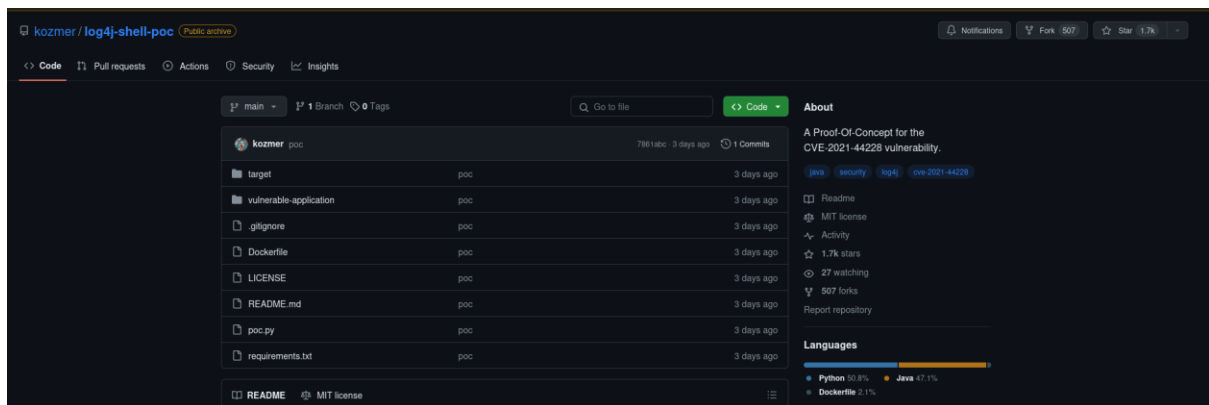 kozmer / log4j-shell-poc Public archive
Notifications Fork 507 Star 1.7k
Code Pull requests Actions Security Insights
main 1 Branch 0 Tags Go to file Code
kozmer poc 7861abc · 3 days ago 1 Commits
target poc 3 days ago
vulnerable-application poc 3 days ago
.gitignore poc 3 days ago
Dockerfile poc 3 days ago
LICENSE poc 3 days ago
README.md poc 3 days ago
poc.py poc 3 days ago
requirements.txt poc 3 days ago
README MIT license
About
A Proof-Of-Concept for the
CVE-2021-44228 vulnerability.
java security log4j cve-2021-44228
Readme
MIT license
Activity
1.7k stars
27 watching
507 forks
Report repository
Languages
Python 50.8% Java 47.1%
Dockerfile 2.1%